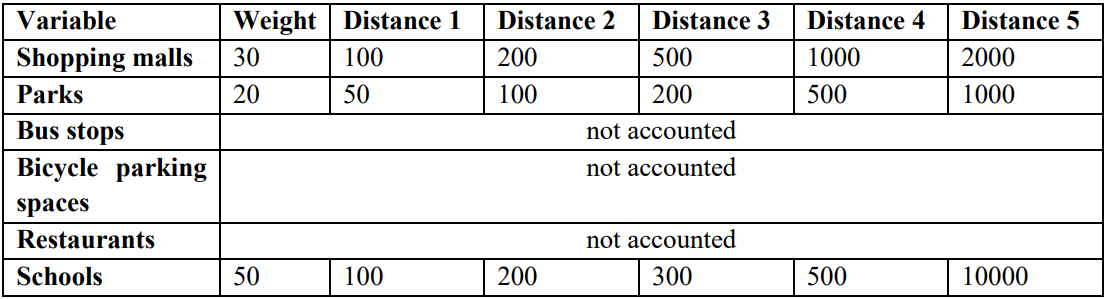 Variable Weight Distance 1 Distance 2 Distance 3 Distance 4 Distance 5
Shopping malls 30 100 200 500 1000 2000
Parks 20 50 100 200 500 1000
Bus stops not accounted
Bicycle parking not accounted
spaces
Restaurants not accounted
Schools 50 100 200 300 500 10000